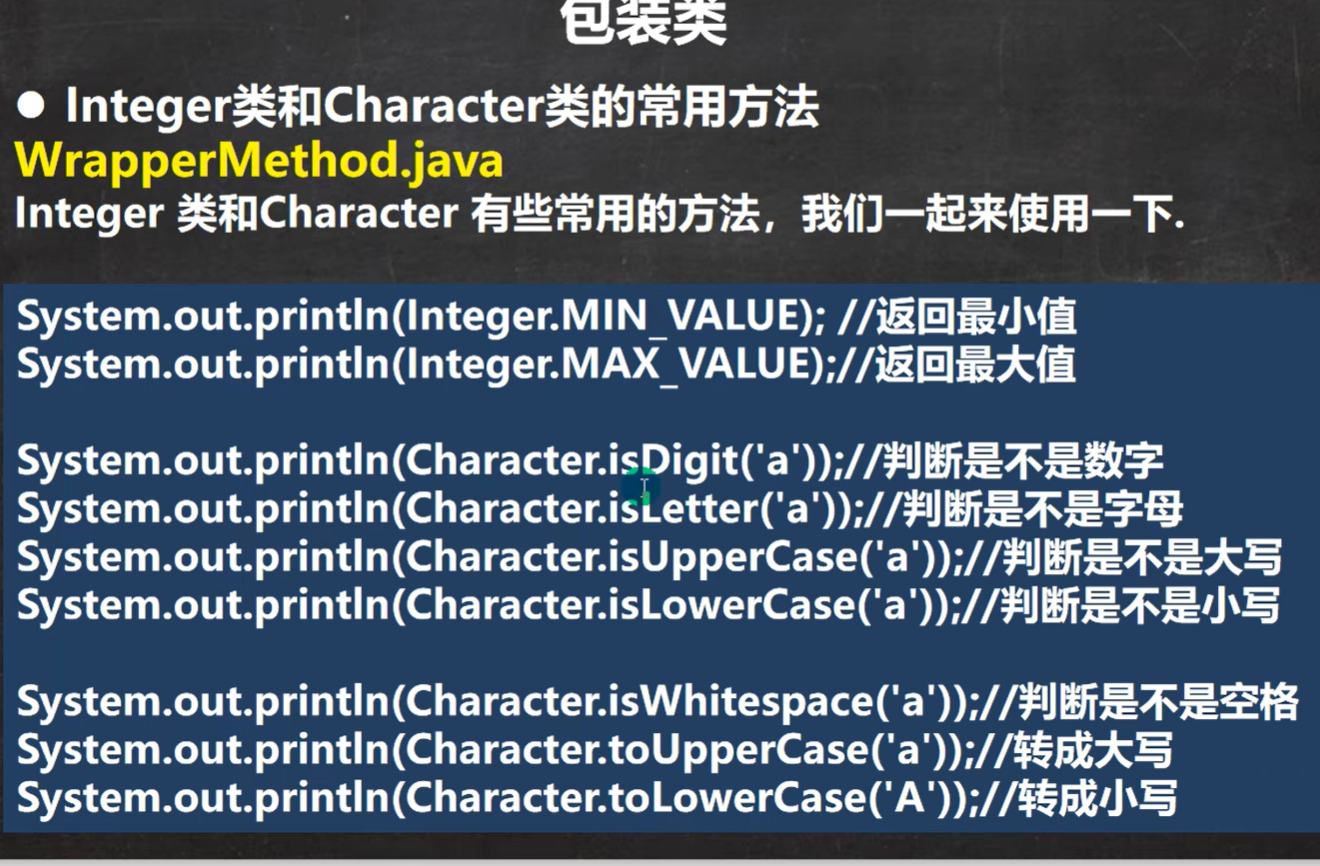 包装类
● Integer类和Character类的常用方法
WrapperMethod.java
Integer 类和Character 有些常用的方法，我们一起来使用一下.
System.out.println(Integer.MIN_VALUE); //返回最小值
System.out.println(Integer.MAX_VALUE);//返回最大值
System.out.println(Character.isDigit('a'));//判断是不是数字
System.out.println(Character.isLetter('a'));//判断是不是字母
System.out.println(Character.isUpperCase('a'));//判断是不是大写
System.out.println(Character.isLowerCase('a'));//判断是不是小写
System.out.println(Character.isWhitespace('a'));//判断是不是空格
System.out.println(Character.toUpperCase('a'));//转成大写
System.out.println(Character.toLowerCase('A'));//转成小写